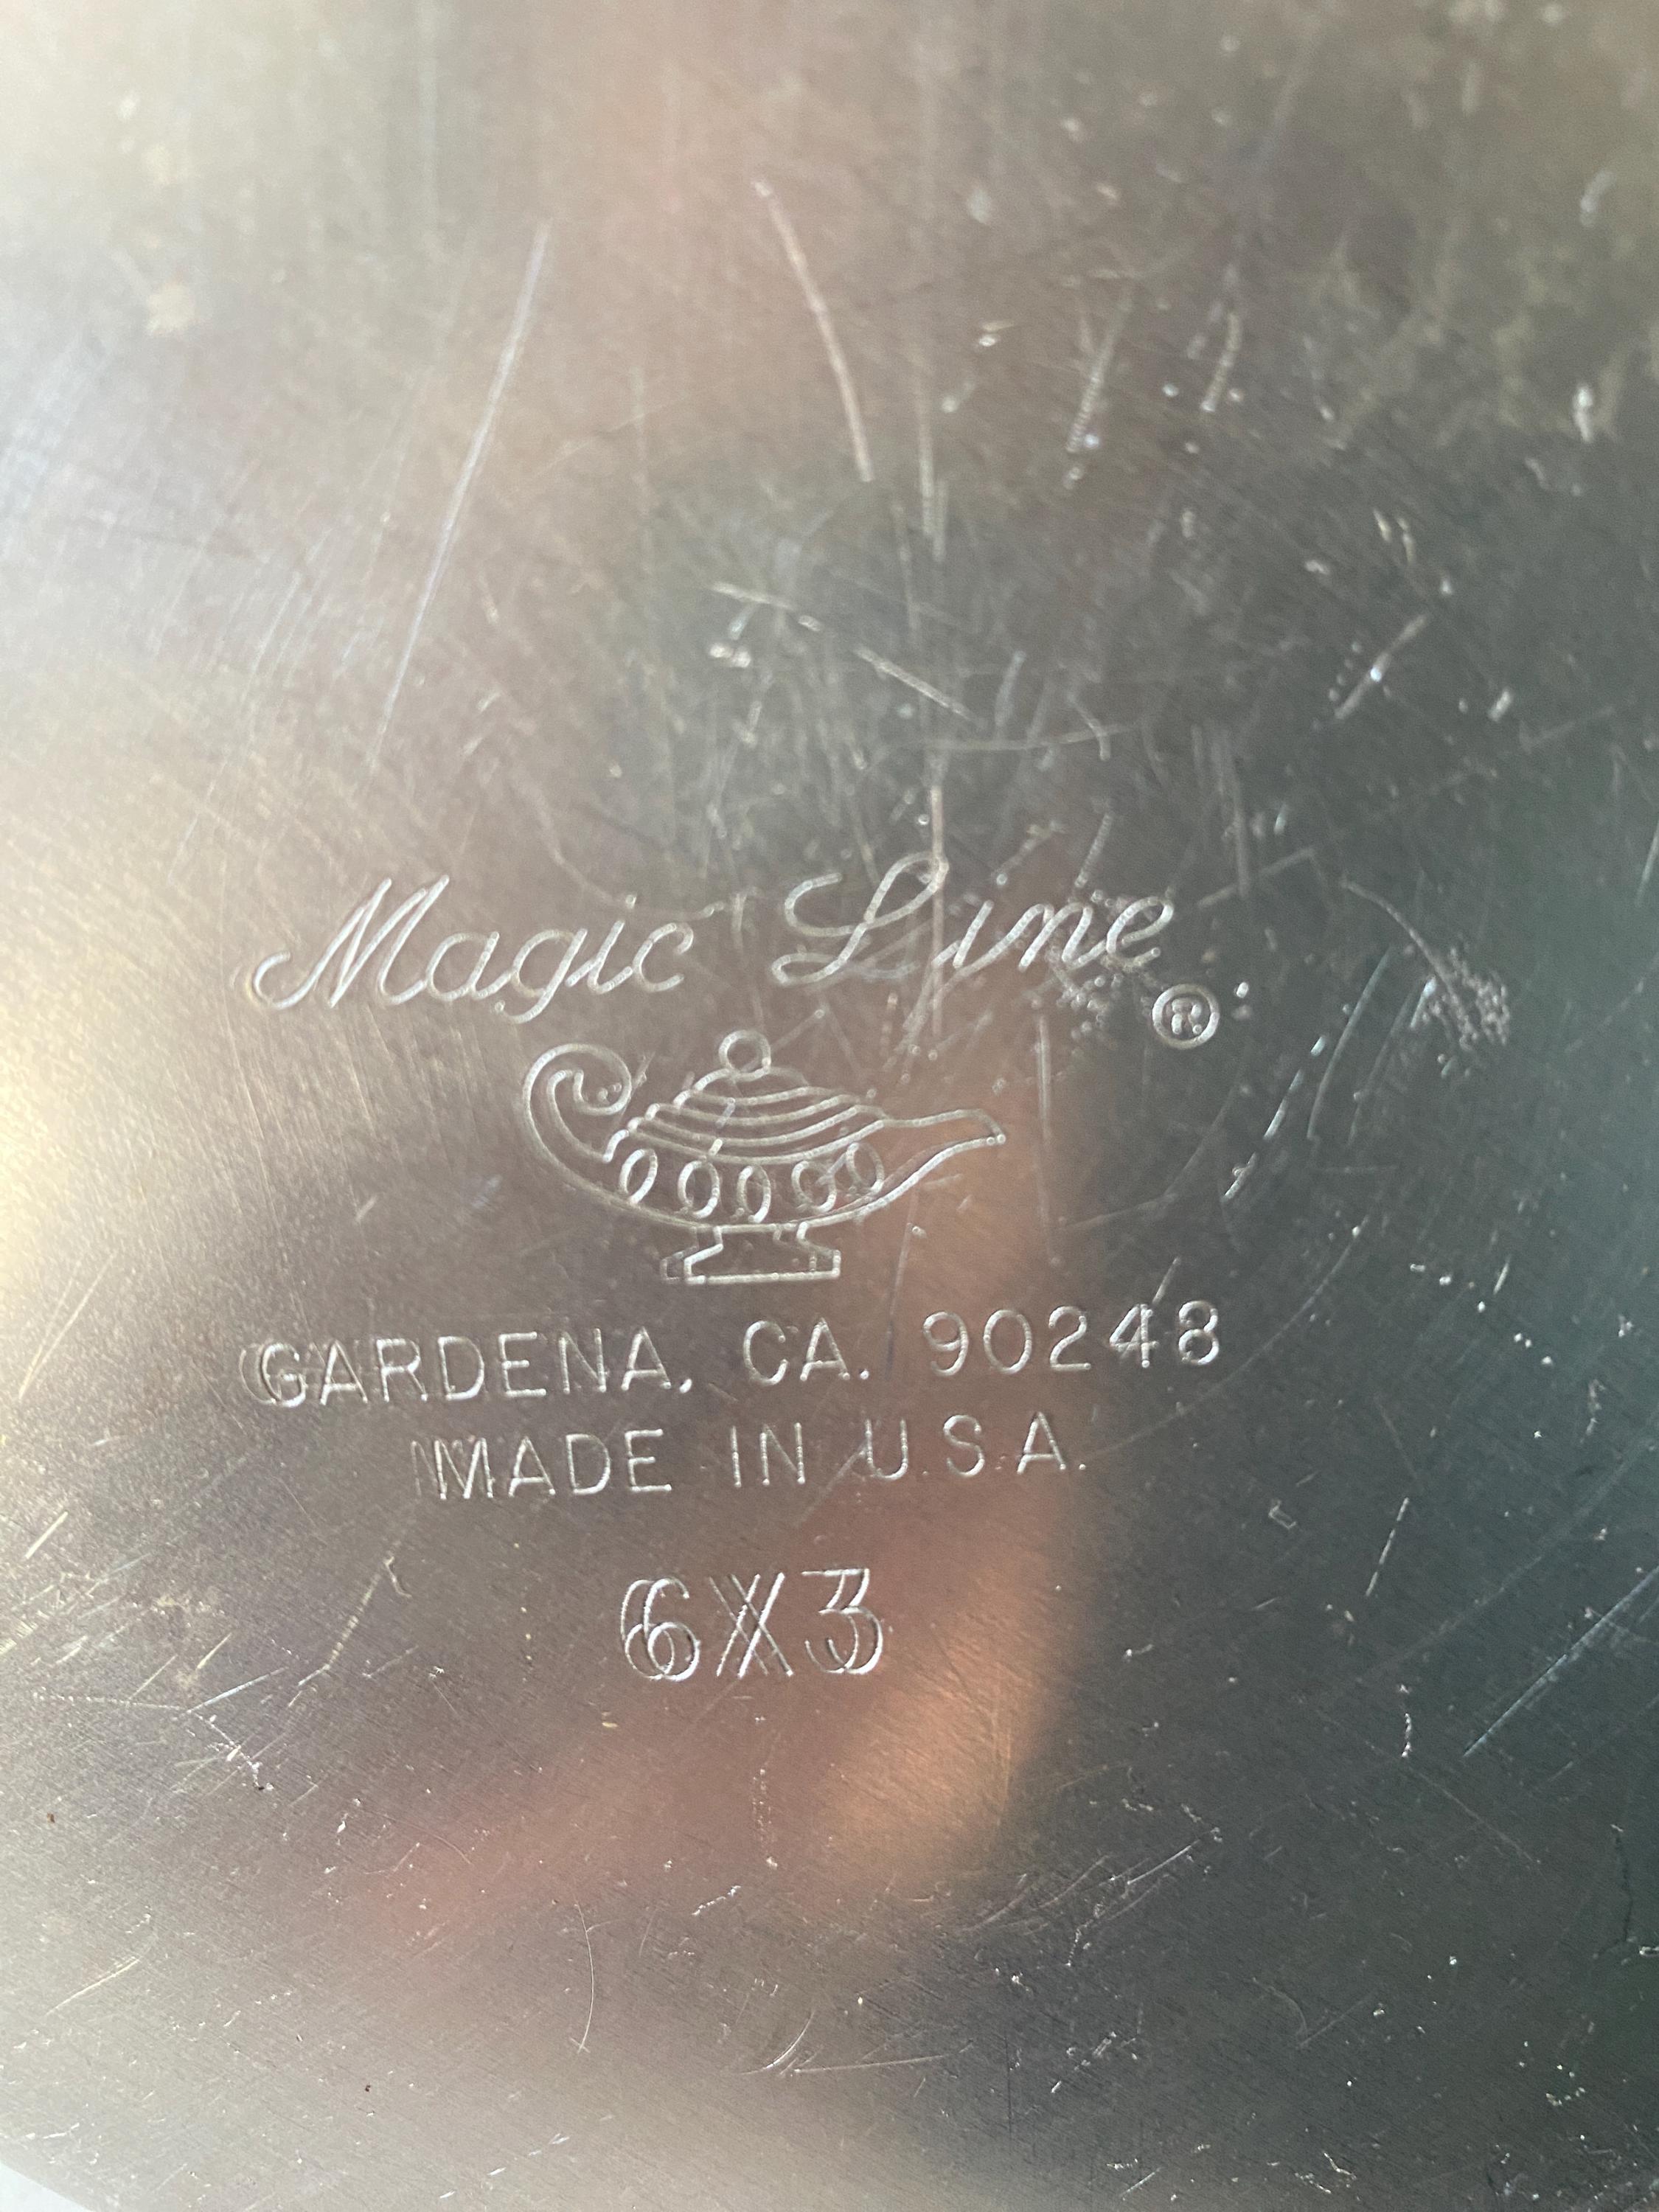 Magic Line
®
GARDENA, CA. 90248
MADE IN U.S.A.
6X3